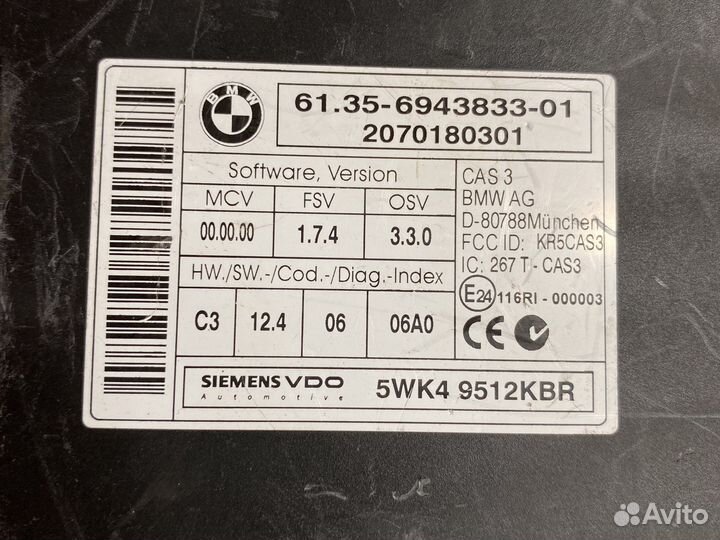 BMW
61.35-6943833-01
2070180301
Software, Version
MCV FSV OSV
00.00.00 1.7.4 3.3.0
HW./SW.-/Cod.-/Diag.-Index
C3 12.4 06 06A0
CAS 3
BMW AG
D-80788München
FCC ID: KR5CAS3
IC: 267 T - CAS3
E24 116RI - 000003
CE
SIEMENS VDO
Automotive
5WK4 9512KBR
Avito